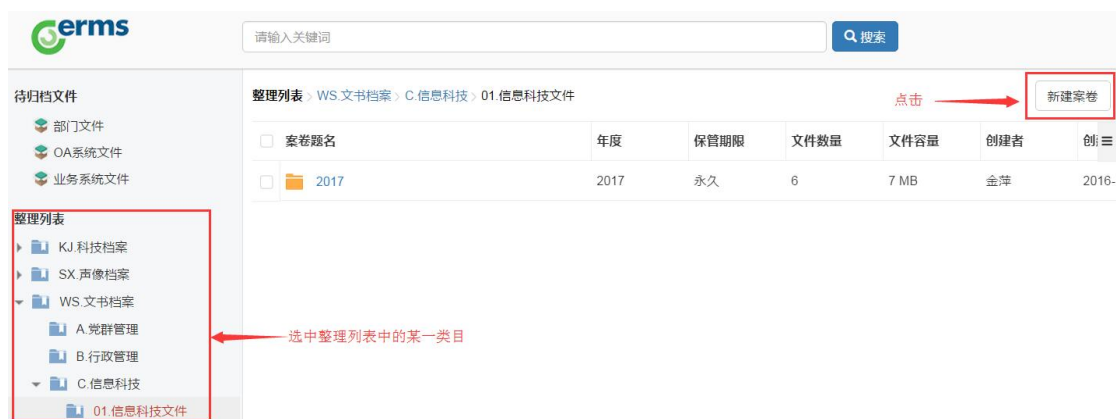 erms
请输入关键词
搜索
待归档文件
部门文件
OA系统文件
业务系统文件
整理列表
KJ.科技档案
SX.声像档案
WS.文书档案
A.党群管理
B.行政管理
C.信息科技
01.信息科技文件
整理列表 > WS.文书档案 > C.信息科技 > 01.信息科技文件
点击
新建案卷
案卷题名 年度 保管期限 文件数量 文件容量 创建者
2017 2017 永久 6 7 MB 金萍 2016-
选中整理列表中的某一类目